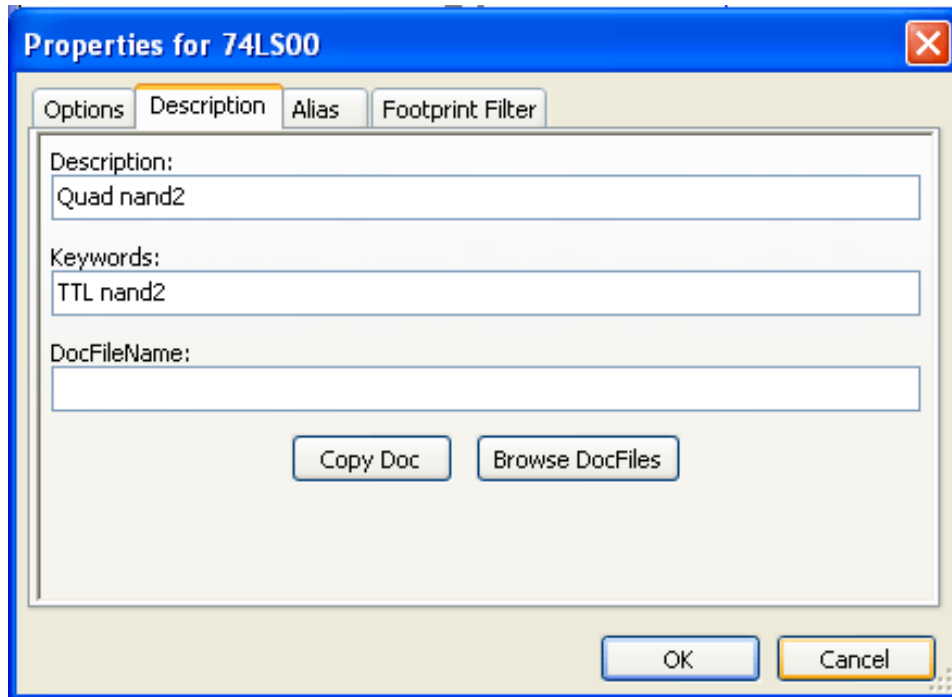 Properties for 74LS00
Options Description Alias Footprint Filter
Description:
Quad nand2
Keywords:
TTL nand2
DocFileName:
Copy Doc Browse DocFiles
OK Cancel